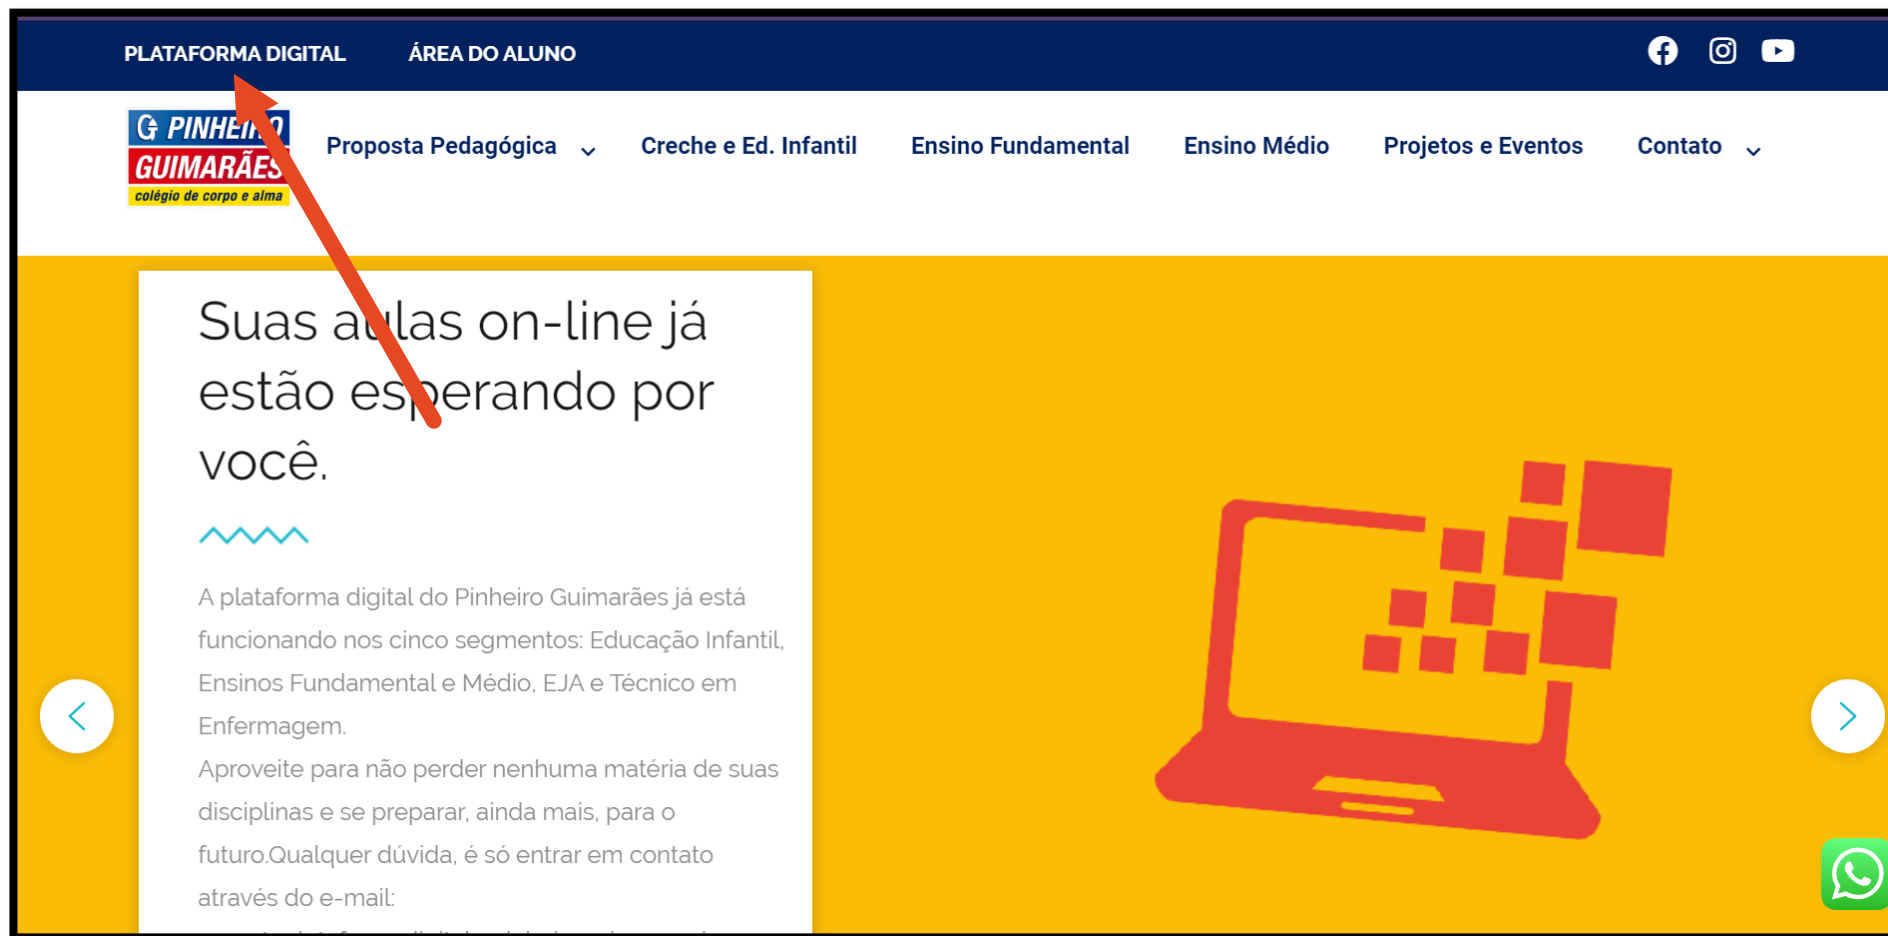 PLATAFORMA DIGITAL ÁREA DO ALUNO
PINHEIRO
GUIMARÃES
colégio de corpo e alma
Proposta Pedagógica Creche e Ed. Infantil Ensino Fundamental Ensino Médio Projetos e Eventos Contato
Suas aulas on-line já
estão esperando por
você.
A plataforma digital do Pinheiro Guimarães já está
funcionando nos cinco segmentos: Educação Infantil,
Ensinos Fundamental e Médio, EJA e Técnico em
Enfermagem.
Aproveite para não perder nenhuma matéria de suas
disciplinas e se preparar, ainda mais, para o
futuro.Qualquer dúvida, é só entrar em contato
através do e-mail: